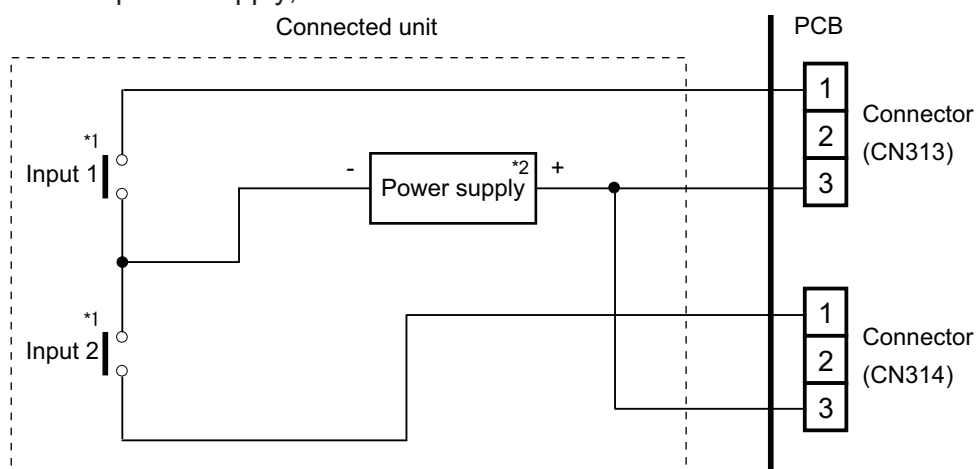 Connected unit
PCB
*1
Input 1
- Power supply *2 +
1
2
3
Connector
(CN313)
*1
Input 2
1
2
3
Connector
(CN314)